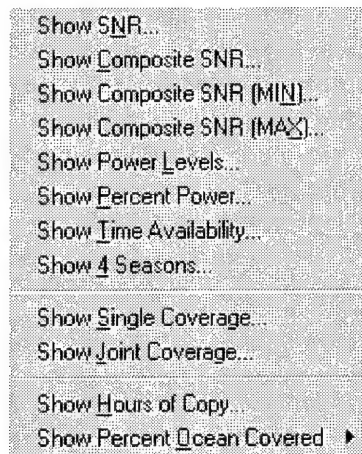 Show SNR...
Show Composite SNR...
Show Composite SNR (MIN)...
Show Composite SNR (MAX)...
Show Power Levels...
Show Percent Power...
Show Time Availability...
Show 4 Seasons...
Show Single Coverage...
Show Joint Coverage...
Show Hours of Copy...
Show Percent Ocean Covered